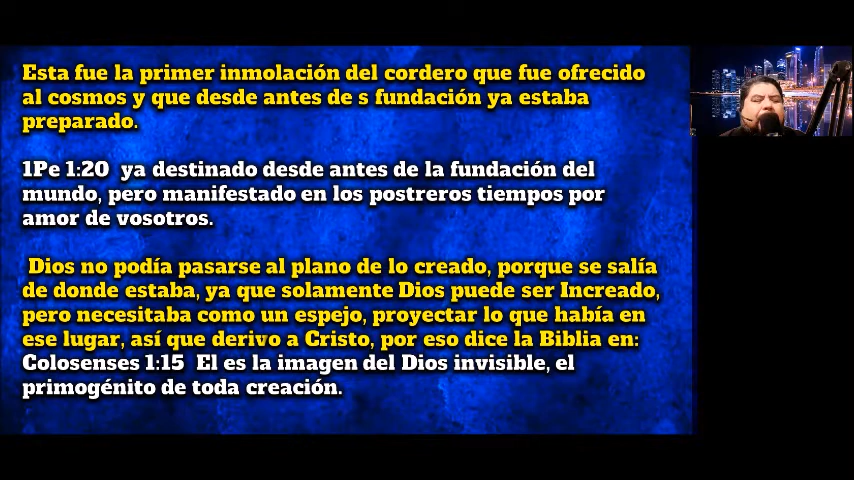 Esta fue la primer inmolación del cordero que fue ofrecido
al cosmos y que desde antes de s fundación ya estaba
preparado.
1Pe 1:20 ya destinado desde antes de la fundación del
mundo, pero manifestado en los postreros tiempos por
amor de vosotros.
Dios no podía pasarse al plano de lo creado, porque se salía
de donde estaba, ya que solamente Dios puede ser Increado,
pero necesitaba como un espejo, proyectar lo que había en
ese lugar, así que derivo a Cristo, por eso dice la Biblia en:
Colosenses 1:15 El es la imagen del Dios invisible, el
primogénito de toda creación.